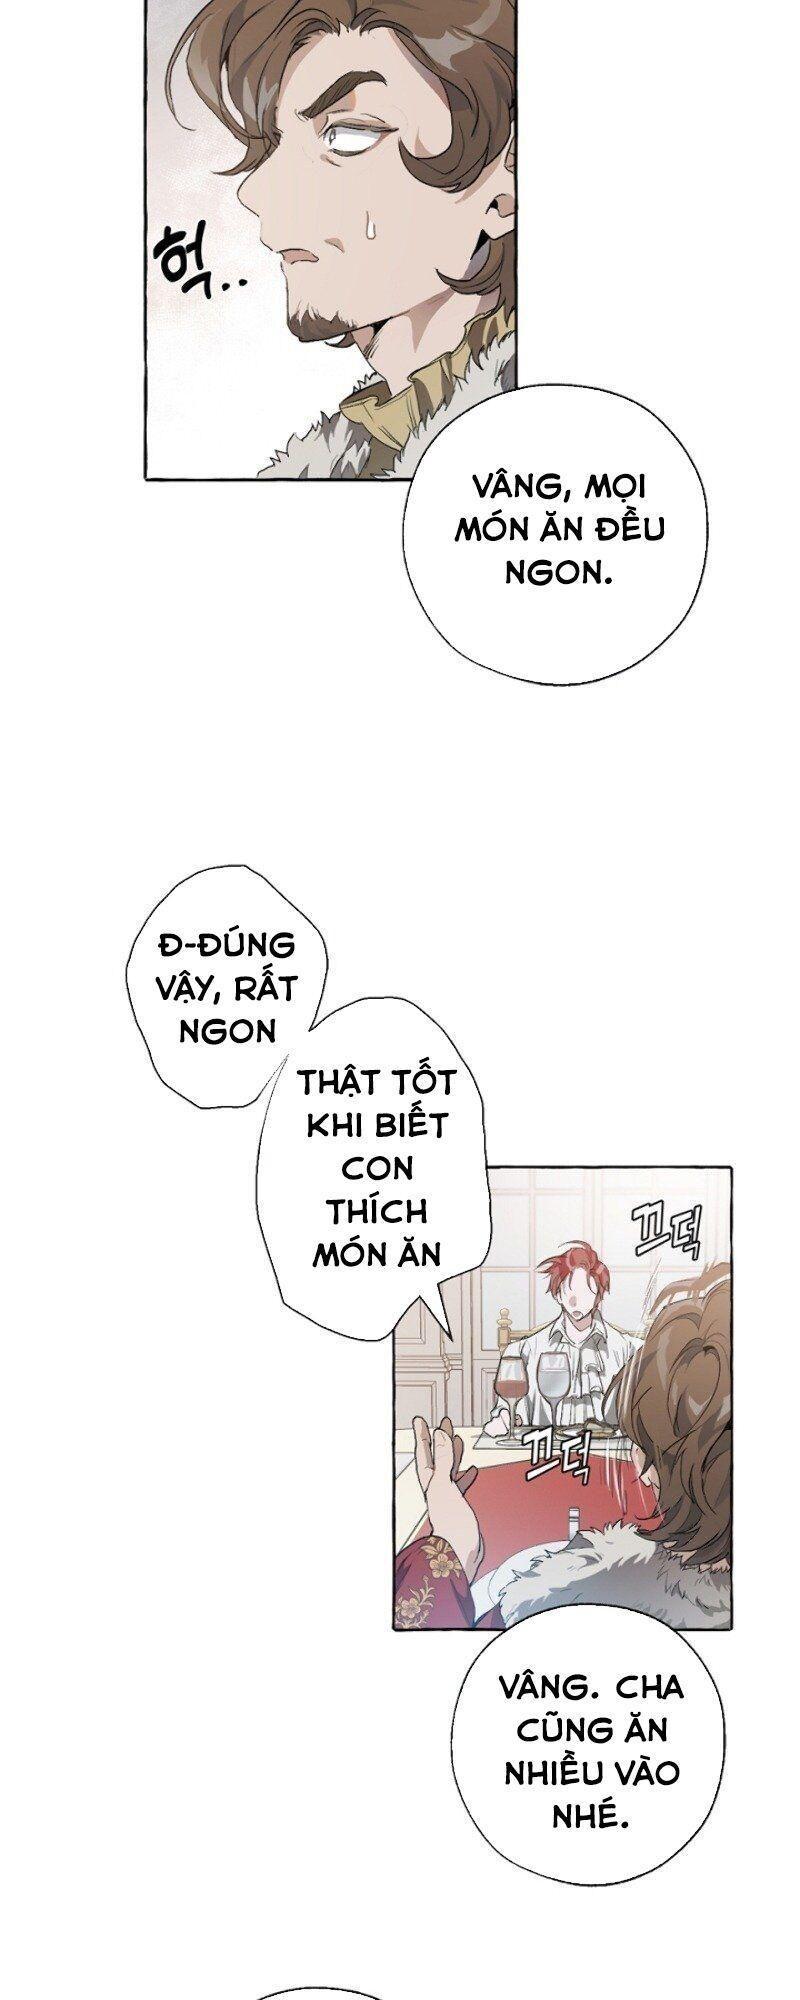 헉..
VÂNG, MỌI
MÓN ĂN ĐỀU
NGON.
Đ-ĐÚNG
VẬY, RẤT
NGON
THẬT TỐT
KHI BIẾT
CON
THÍCH
MÓN ĂN
끄덕
끄덕
VÂNG. CHA
CŨNG ĂN
NHIỀU VÀO
NHÉ.